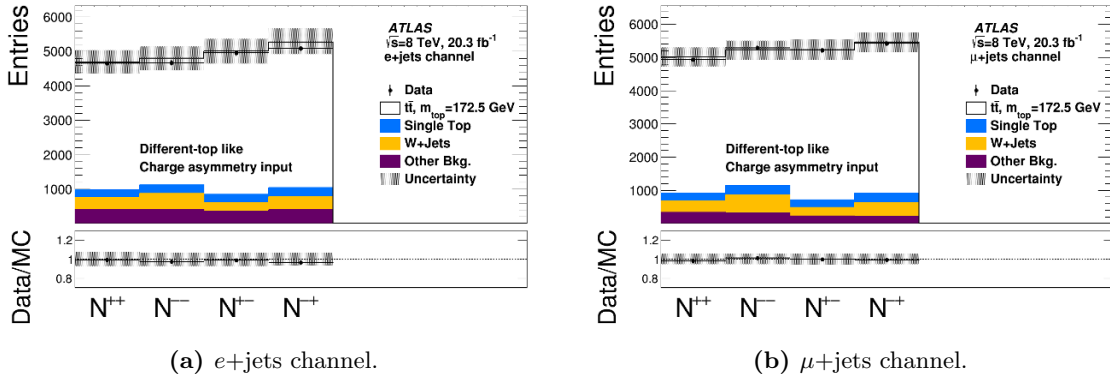 Entries
6000
5000
4000
3000
2000
1000
ATLAS
√s=8 TeV, 20.3 fb⁻¹
e+jets channel
Data
tt̄, m_top=172.5 GeV
Single Top
W+Jets
Other Bkg.
Uncertainty
Different-top like
Charge asymmetry input
Data/MC
1.2
1
0.8
N⁺⁺ N⁻⁻ N⁺⁻ N⁻⁺
(a) e+jets channel.
Entries
6000
5000
4000
3000
2000
1000
ATLAS
√s=8 TeV, 20.3 fb⁻¹
μ+jets channel
Data
tt̄, m_top=172.5 GeV
Single Top
W+Jets
Other Bkg.
Uncertainty
Different-top like
Charge asymmetry input
Data/MC
1.2
1
0.8
N⁺⁺ N⁻⁻ N⁺⁻ N⁻⁺
(b) μ+jets channel.